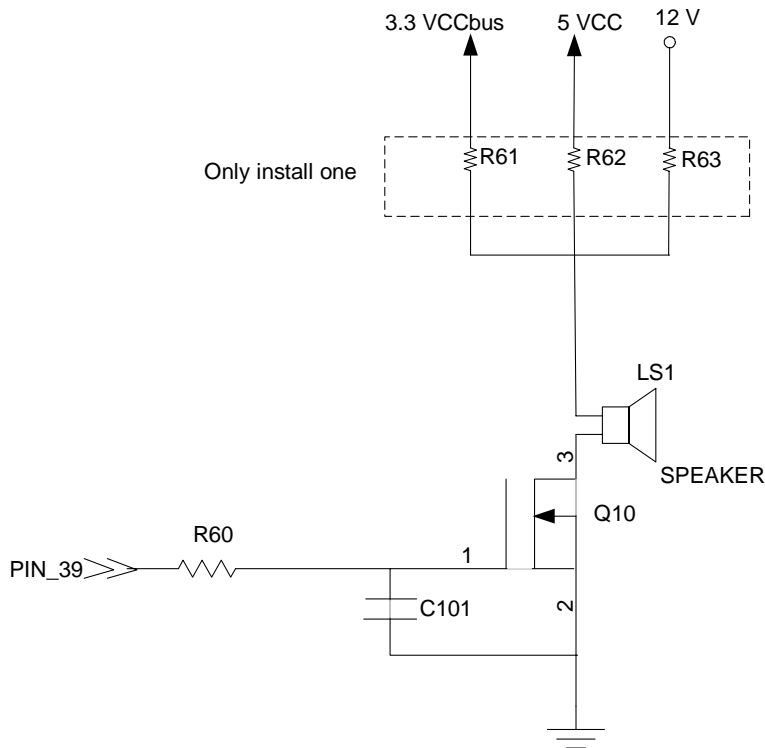 3.3 VCCbus
5 VCC
12 V
Only install one
R61
R62
R63
LS1
SPEAKER
3
Q10
R60
PIN_39
1
C101
2